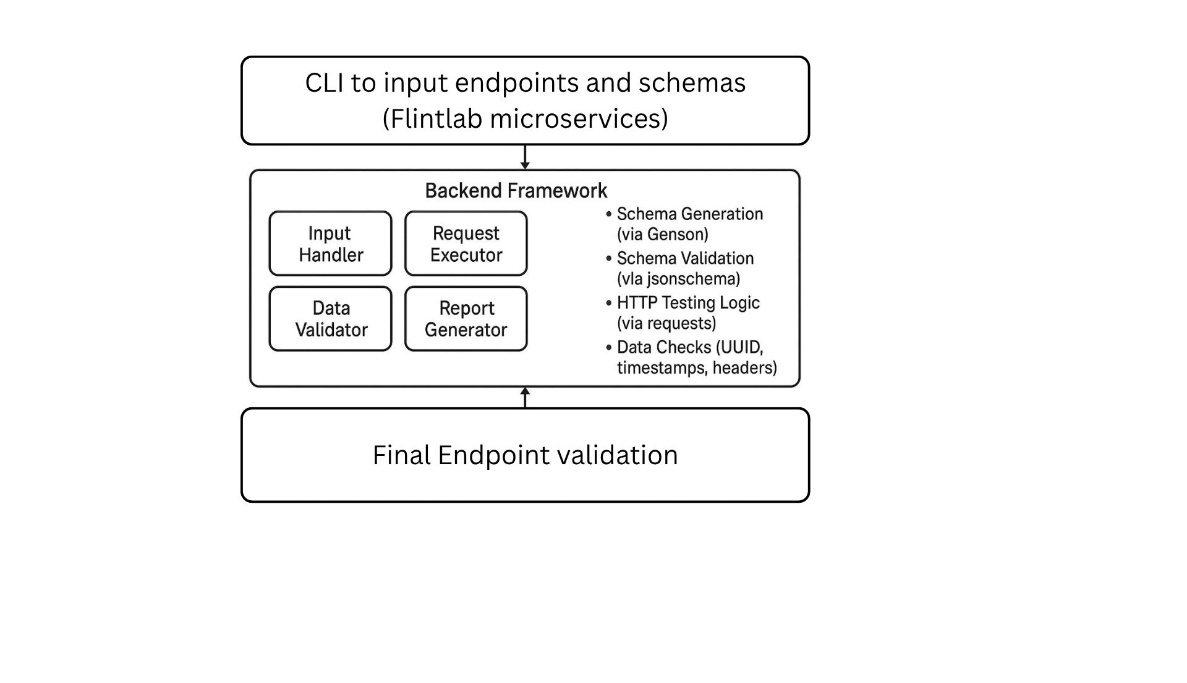 CLI to input endpoints and schemas
(Flintlab microservices)
Backend Framework
Input
Handler
Request
Executor
Data
Validator
Report
Generator
• Schema Generation
(via Genson)
• Schema Validation
(vla jsonschema)
• HTTP Testing Logic
(via requests)
• Data Checks (UUID,
timestamps, headers)
Final Endpoint validation